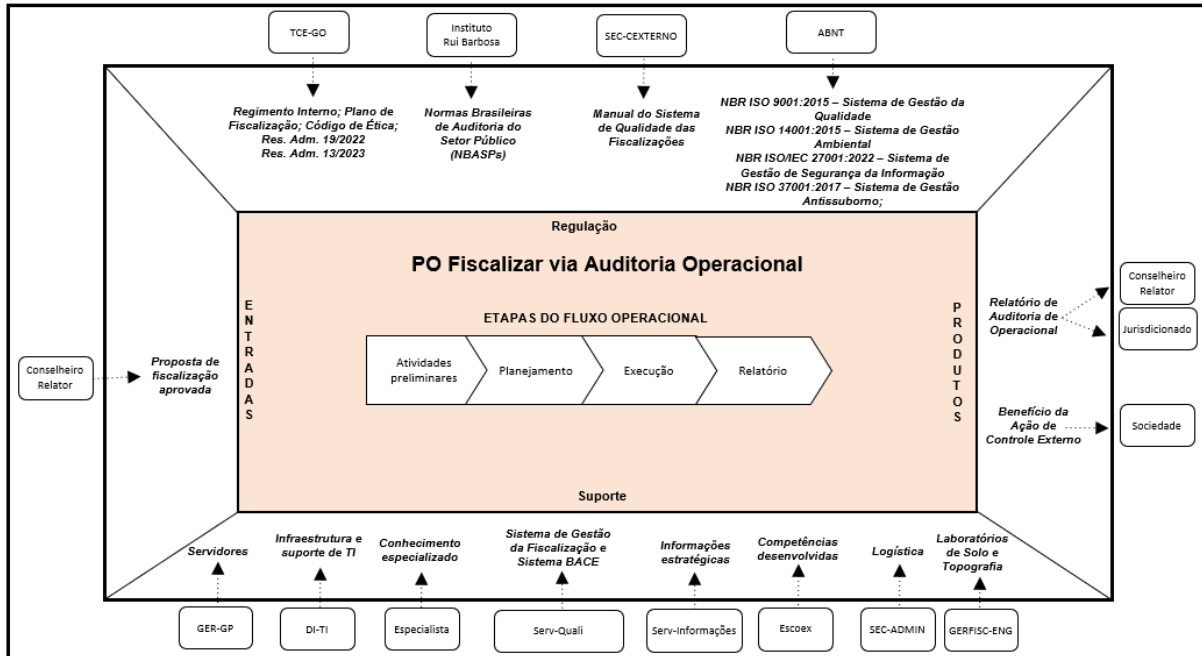 TCE-GO
Instituto
Rui Barbosa
SEC-CEXTERNO
ABNT
Regimento Interno; Plano de
Fiscalização; Código de Ética;
Res. Adm. 19/2022
Res. Adm. 13/2023
Normas Brasileiras
de Auditoria do
Setor Público
(NBASPs)
Manual do Sistema
de Qualidade das
Fiscalizações
NBR ISO 9001:2015 – Sistema de Gestão da
Qualidade
NBR ISO 14001:2015 – Sistema de Gestão
Ambiental
NBR ISO/IEC 27001:2022 – Sistema de
Gestão de Segurança da Informação
NBR ISO 37001:2017 – Sistema de Gestão
Antissuborno;
Regulação
PO Fiscalizar via Auditoria Operacional
ETAPAS DO FLUXO OPERACIONAL
Atividades
preliminares
Planejamento
Execução
Relatório
ENTRADAS
PRODUTOS
Conselheiro
Relator
Proposta de
fiscalização
aprovada
Relatório de
Auditoria de
Operacional
Conselheiro
Relator
Jurisdicionado
Benefício da
Ação de
Controle Externo
Sociedade
Suporte
Servidores
Infraestrutura e
suporte de TI
Conhecimento
especializado
Sistema de Gestão
da Fiscalização e
Sistema BACE
Informações
estratégicas
Competências
desenvolvidas
Logística
Laboratórios
de Solo e
Topografia
GER-GP
DI-TI
Especialista
Serv-Quali
Serv-Informações
Escoex
SEC-ADMIN
GERFISC-ENG